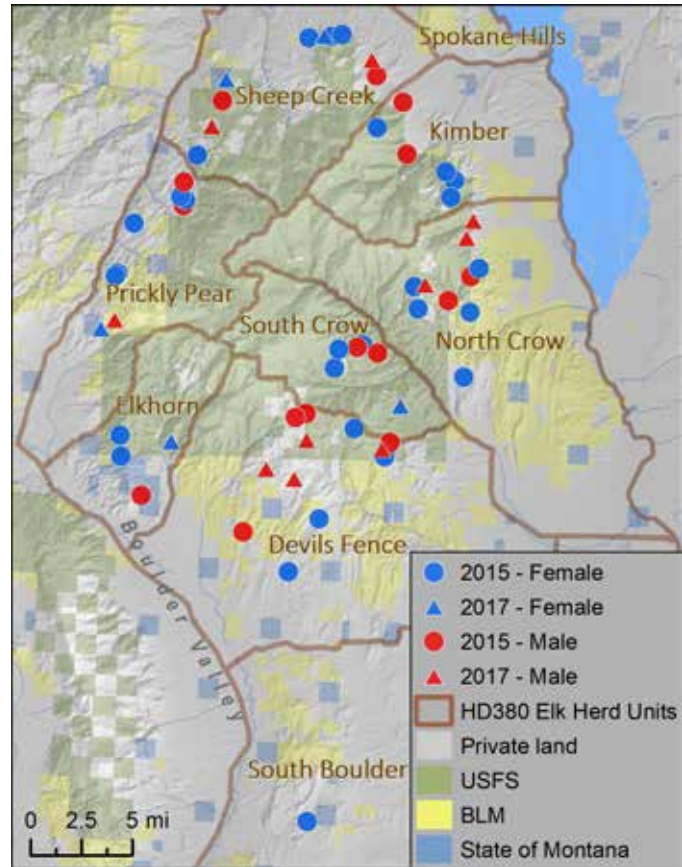 Spokane Hills
Sheep Creek
Kimber
Prickly Pear
South Crow
North Crow
Elkhorn
Devils Fence
Boulder Valley
South Boulder
2015 - Female
2017 - Female
2015 - Male
2017 - Male
HD380 Elk Herd Units
Private land
USFS
BLM
State of Montana
0 2.5 5 mi